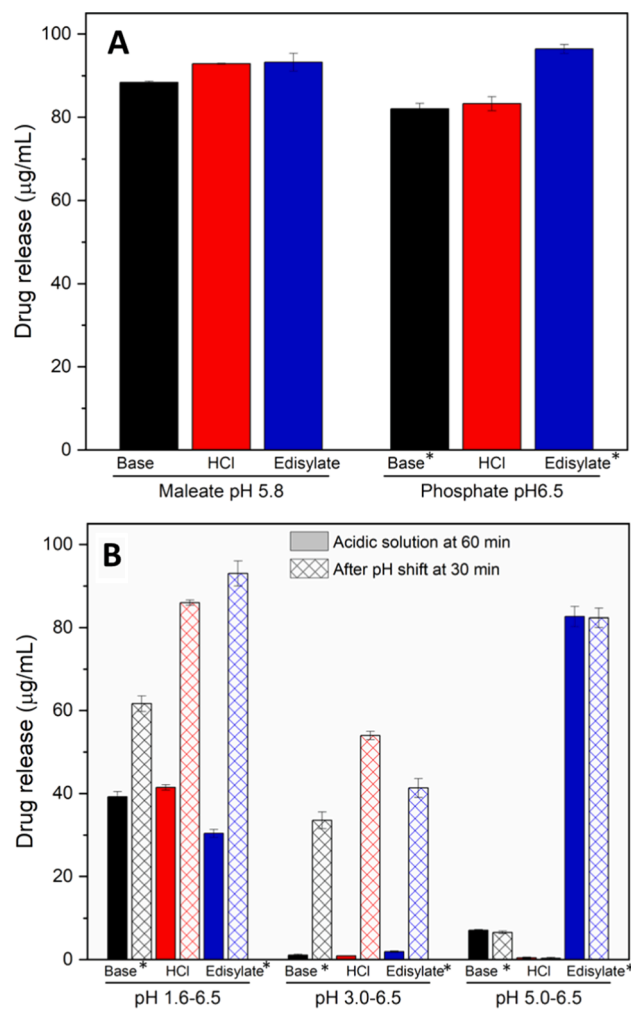 A
Drug release (μg/mL)
100
80
60
40
20
0
Base HCl Edisylate Base* HCl Edisylate*
Maleate pH 5.8 Phosphate pH6.5
B
Acidic solution at 60 min
After pH shift at 30 min
Drug release (μg/mL)
100
80
60
40
20
0
Base* HCl Edisylate* Base* HCl Edisylate* Base* HCl Edisylate*
pH 1.6-6.5 pH 3.0-6.5 pH 5.0-6.5